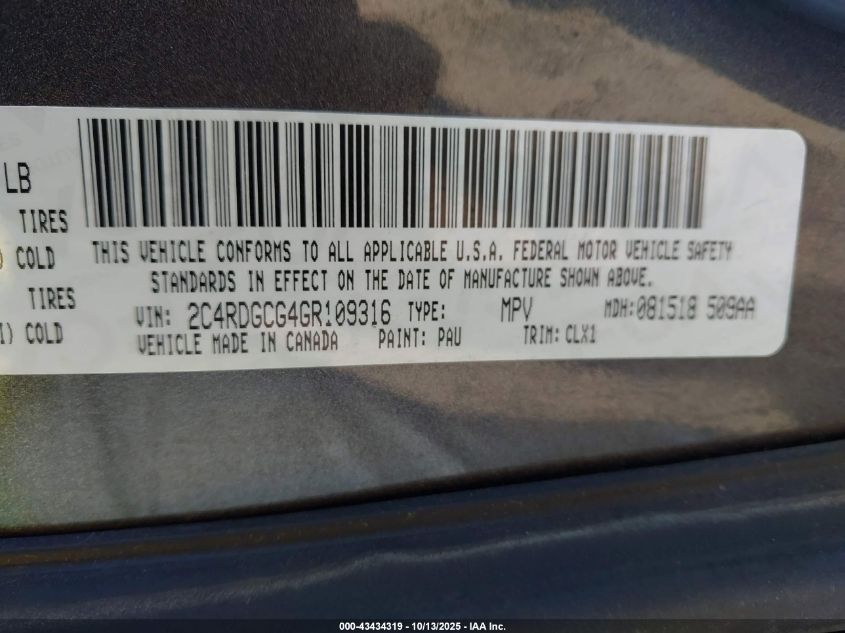 LB
TIRES
) COLD
TIRES
I) COLD
THIS VEHICLE CONFORMS TO ALL APPLICABLE U.S.A. FEDERAL MOTOR VEHICLE SAFETY
STANDARDS IN EFFECT ON THE DATE OF MANUFACTURE SHOWN ABOVE.
VIN: 2C4RDGCG4GR109316 TYPE: MPV MDH:081518 509AA
VEHICLE MADE IN CANADA PAINT: PAU TRIM: CLX1
000-43434319 | 10/13/2025 - IAA Inc.